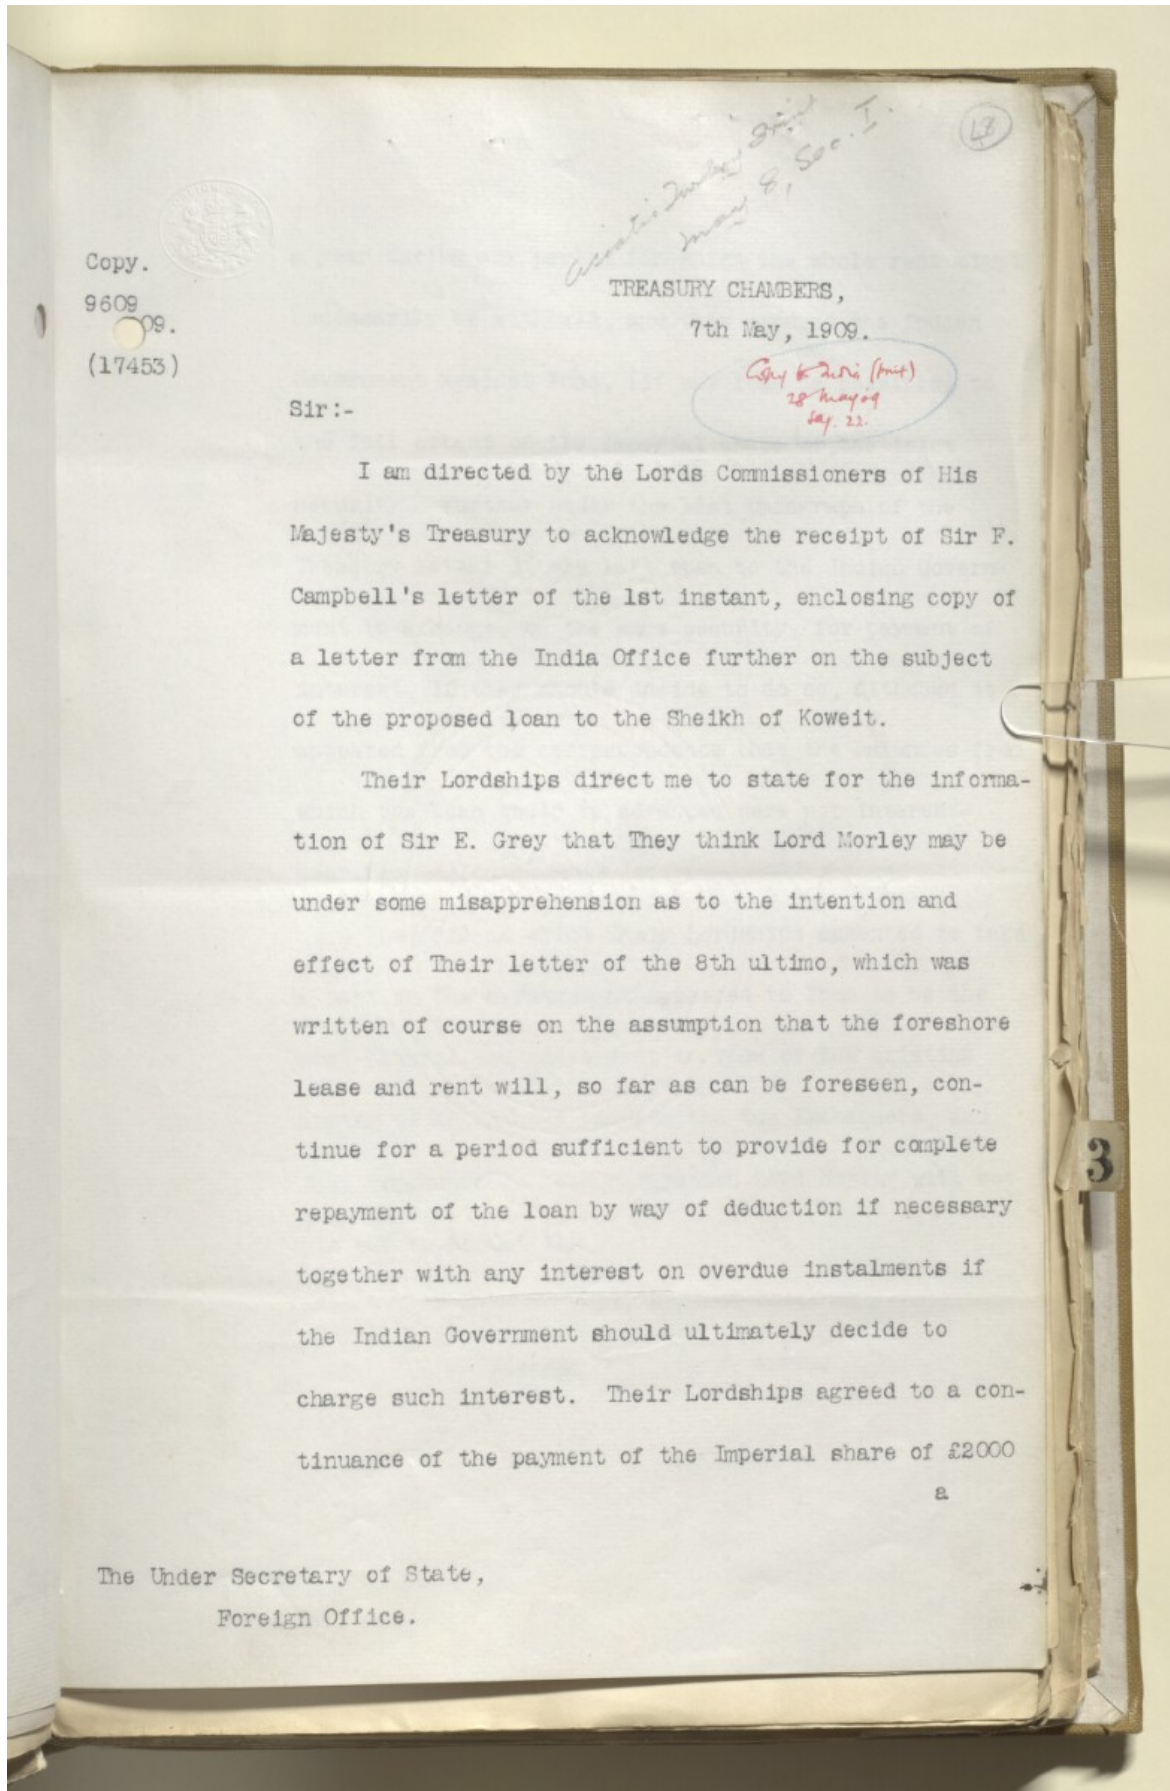 Asiatic Turkey Print
May 8, Sec. I.
Copy.
9609
09.
(17453)
TREASURY CHAMBERS,
7th May, 1909.
Copy to India
28 May 09
Sir:-
I am directed by the Lords Commissioners of His
Majesty's Treasury to acknowledge the receipt of Sir F.
Campbell's letter of the 1st instant, enclosing copy of
a letter from the India Office further on the subject
of the proposed loan to the Sheikh of Koweit.
Their Lordships direct me to state for the informa-
tion of Sir E. Grey that They think Lord Morley may be
under some misapprehension as to the intention and
effect of Their letter of the 8th ultimo, which was
written of course on the assumption that the foreshore
lease and rent will, so far as can be foreseen, con-
tinue for a period sufficient to provide for complete
repayment of the loan by way of deduction if necessary
together with any interest on overdue instalments if
the Indian Government should ultimately decide to
charge such interest. Their Lordships agreed to a con-
tinuance of the payment of the Imperial share of £2000
a
The Under Secretary of State,
Foreign Office.
3